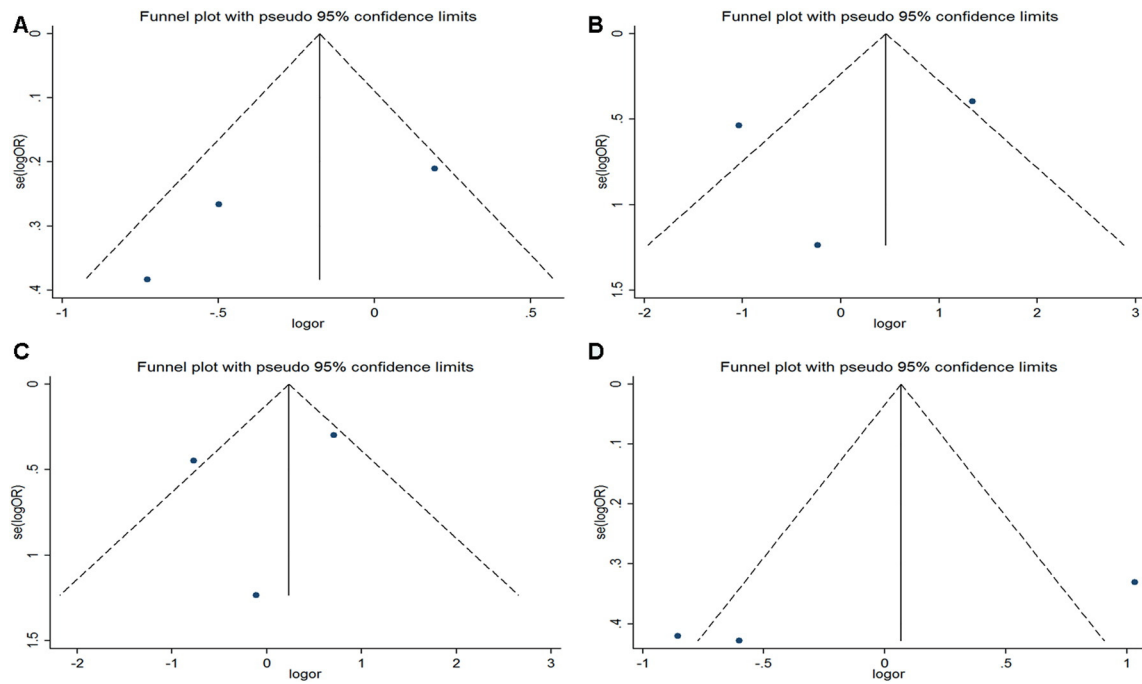 A
Funnel plot with pseudo 95% confidence limits
0
.1
.2
.3
.4
se(logOR)
-1
-.5
0
.5
logor
B
Funnel plot with pseudo 95% confidence limits
0
.5
1
1.5
se(logOR)
-2
-1
0
1
2
3
logor
C
Funnel plot with pseudo 95% confidence limits
0
.5
1
1.5
se(logOR)
-2
-1
0
1
2
3
logor
D
Funnel plot with pseudo 95% confidence limits
0
.1
.2
.3
.4
se(logOR)
-1
-.5
0
.5
1
logor